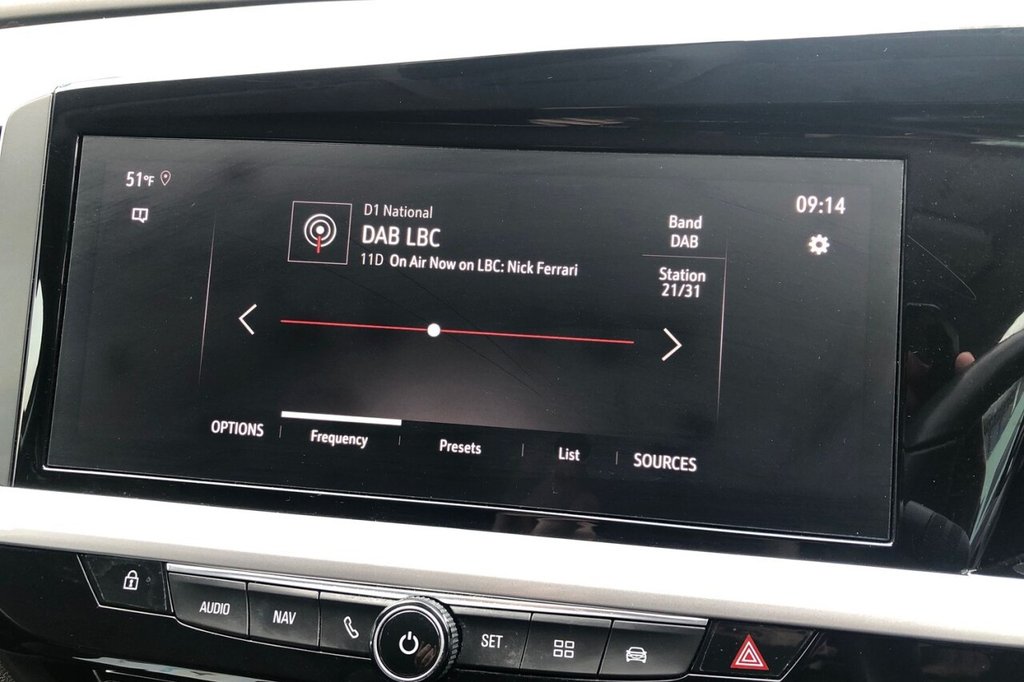 51°F
09:14
D1 National
DAB LBC
11D On Air Now on LBC: Nick Ferrari
Band
DAB
Station
21/31
OPTIONS
Frequency
Presets
List
SOURCES
AUDIO
NAV
SET